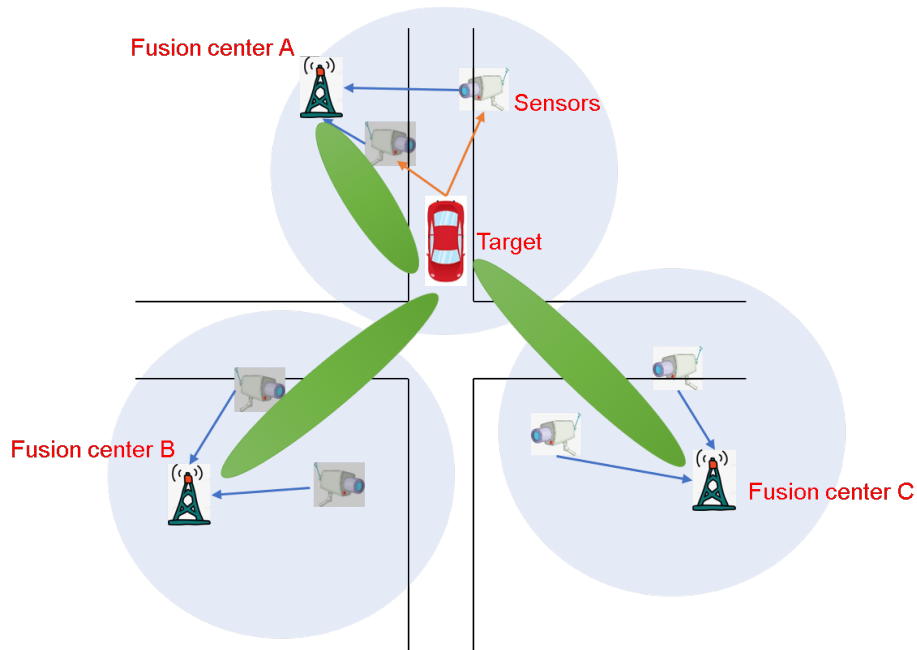 Fusion center A
Sensors
Target
Fusion center B
Fusion center C